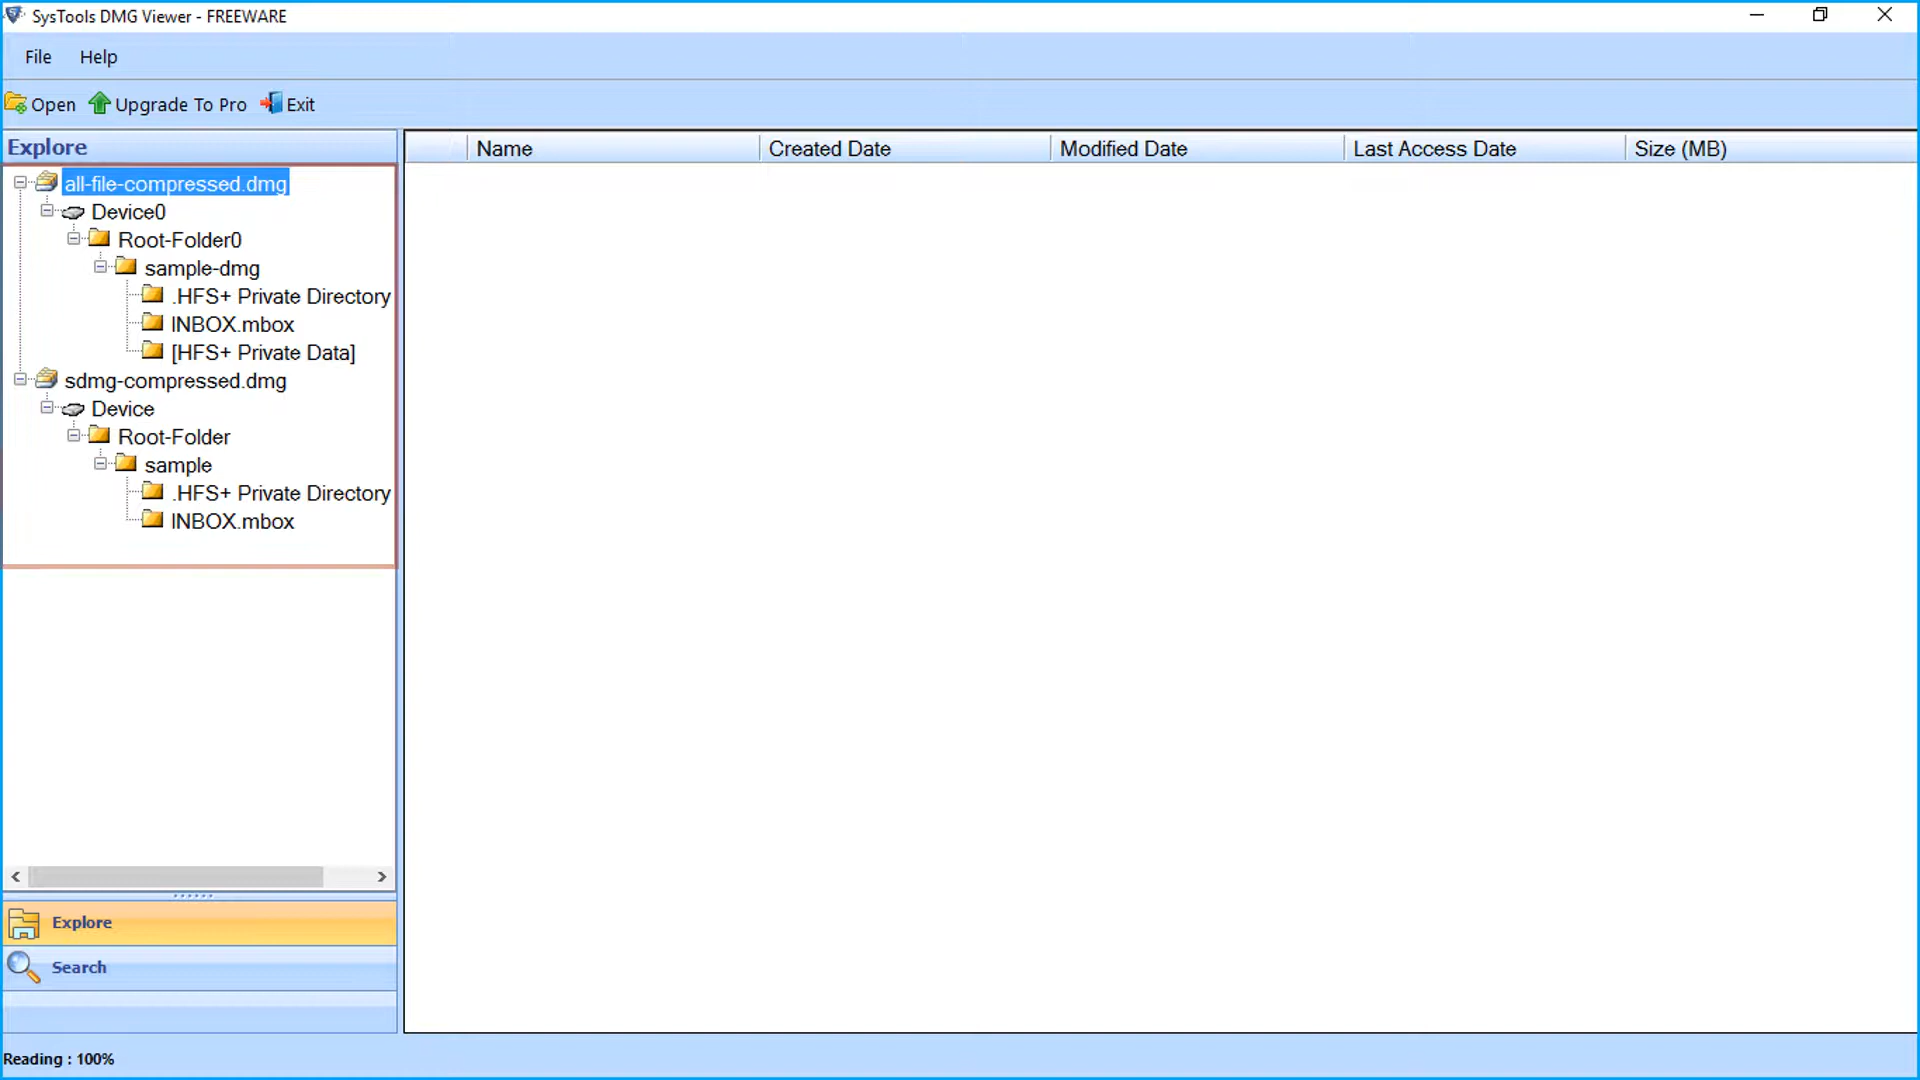 SysTools DMG Viewer - FREEWARE
File Help
Open Upgrade To Pro Exit
Explore
Name Created Date Modified Date Last Access Date Size (MB)
all-file-compressed.dmg
Device0
Root-Folder0
sample-dmg
.HFS+ Private Directory
INBOX.mbox
[HFS+ Private Data]
sdmg-compressed.dmg
Device
Root-Folder
sample
.HFS+ Private Directory
INBOX.mbox
Explore
Search
Reading : 100%